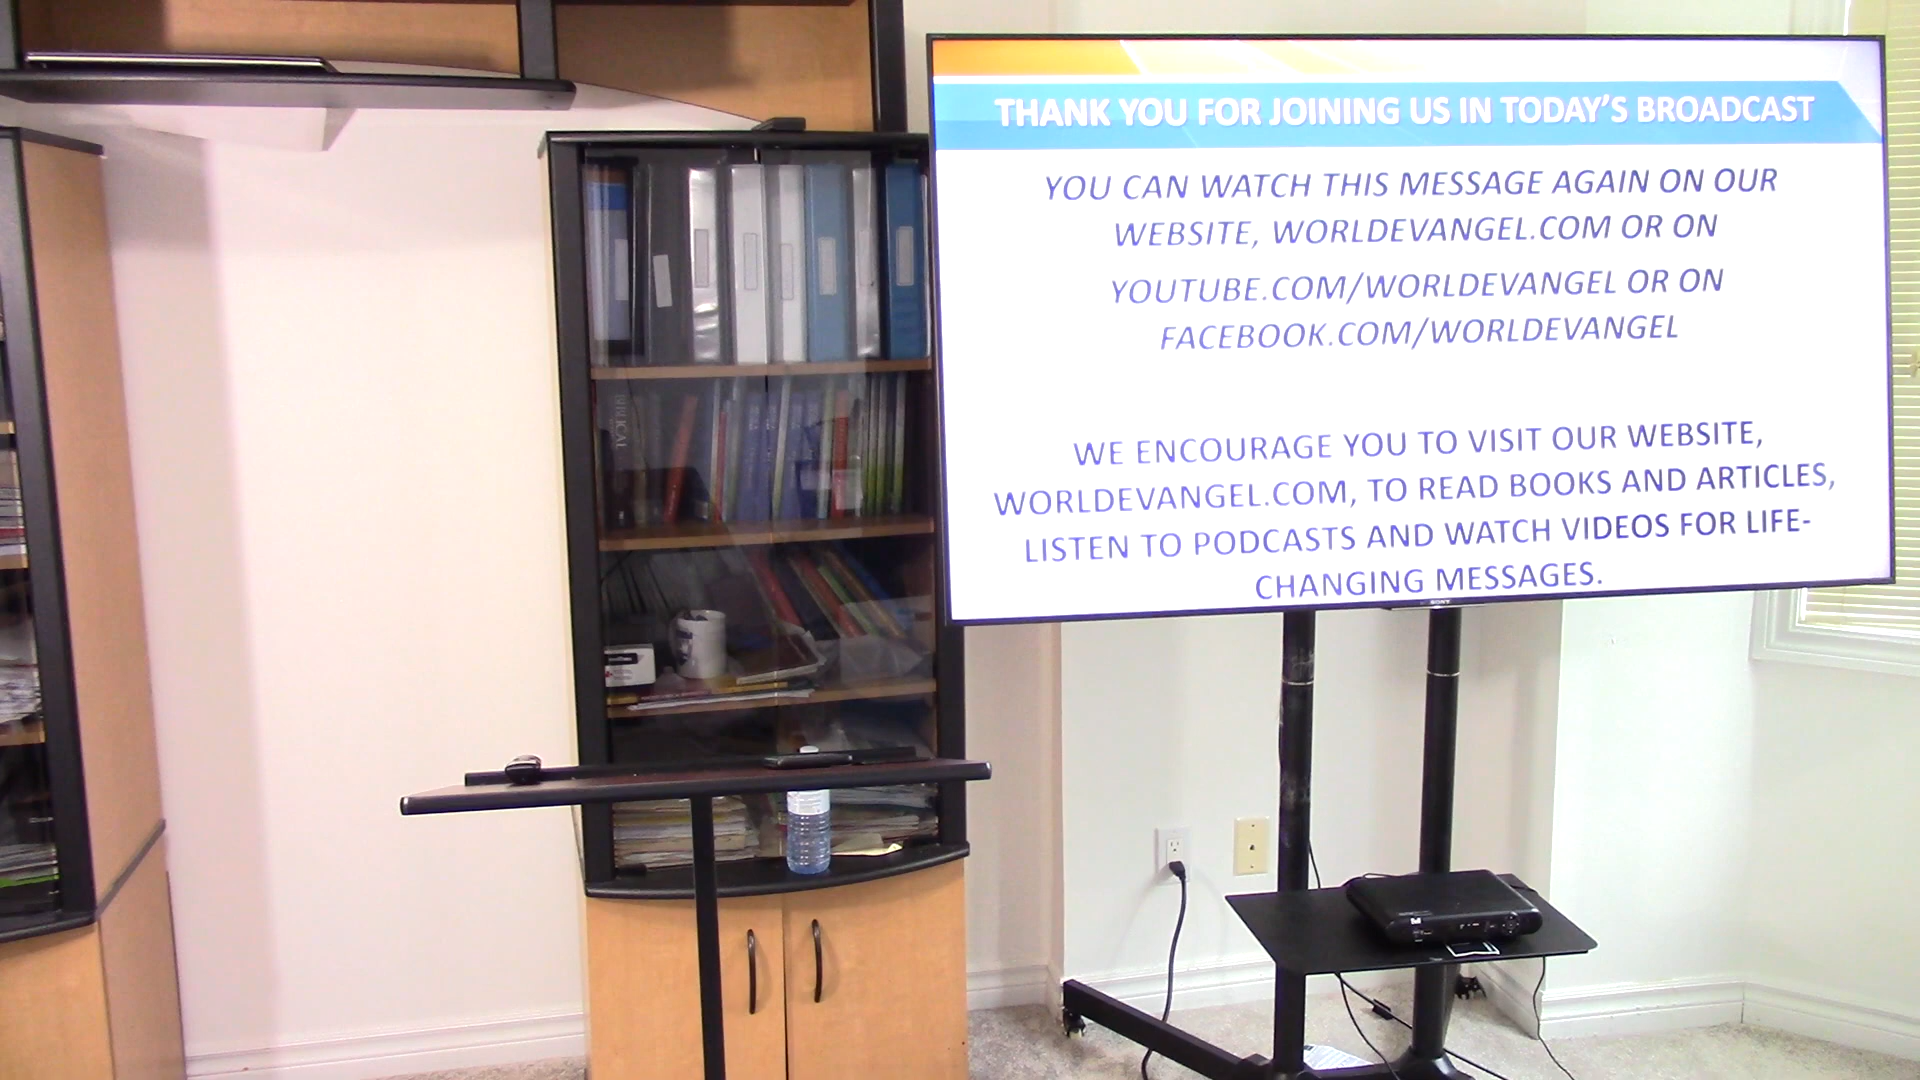 THANK YOU FOR JOINING US IN TODAY'S BROADCAST
YOU CAN WATCH THIS MESSAGE AGAIN ON OUR
WEBSITE, WORLDEVANGEL.COM OR ON
YOUTUBE.COM/WORLDEVANGEL OR ON
FACEBOOK.COM/WORLDEVANGEL
WE ENCOURAGE YOU TO VISIT OUR WEBSITE,
WORLDEVANGEL.COM, TO READ BOOKS AND ARTICLES,
LISTEN TO PODCASTS AND WATCH VIDEOS FOR LIFE-
CHANGING MESSAGES.
SONY
BIBLICAL